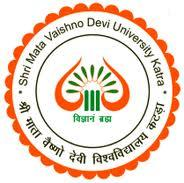 Shri Mata Vaishno Devi University Katra
विज्ञानं ब्रह्म
श्री माता वैष्णो देवी विश्वविद्यालय कटड़ा